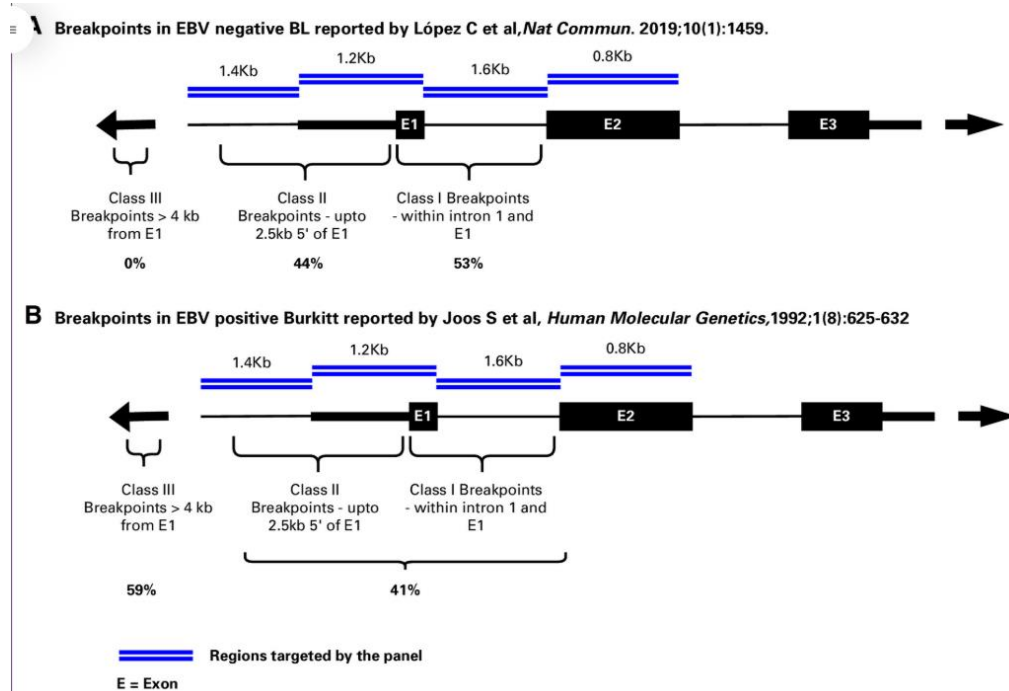 A Breakpoints in EBV negative BL reported by López C et al, Nat Commun. 2019;10(1):1459.
1.4Kb
1.2Kb
1.6Kb
0.8Kb
E1
E2
E3
Class III
Breakpoints > 4 kb
from E1
0%
Class II
Breakpoints - upto
2.5kb 5' of E1
44%
Class I Breakpoints
- within intron 1 and
E1
53%
B Breakpoints in EBV positive Burkitt reported by Joos S et al, Human Molecular Genetics,1992;1(8):625-632
1.4Kb
1.2Kb
1.6Kb
0.8Kb
E1
E2
E3
Class III
Breakpoints > 4 kb
from E1
Class II
Breakpoints - upto
2.5kb 5' of E1
Class I Breakpoints
- within intron 1 and
E1
59%
41%
Regions targeted by the panel
E = Exon